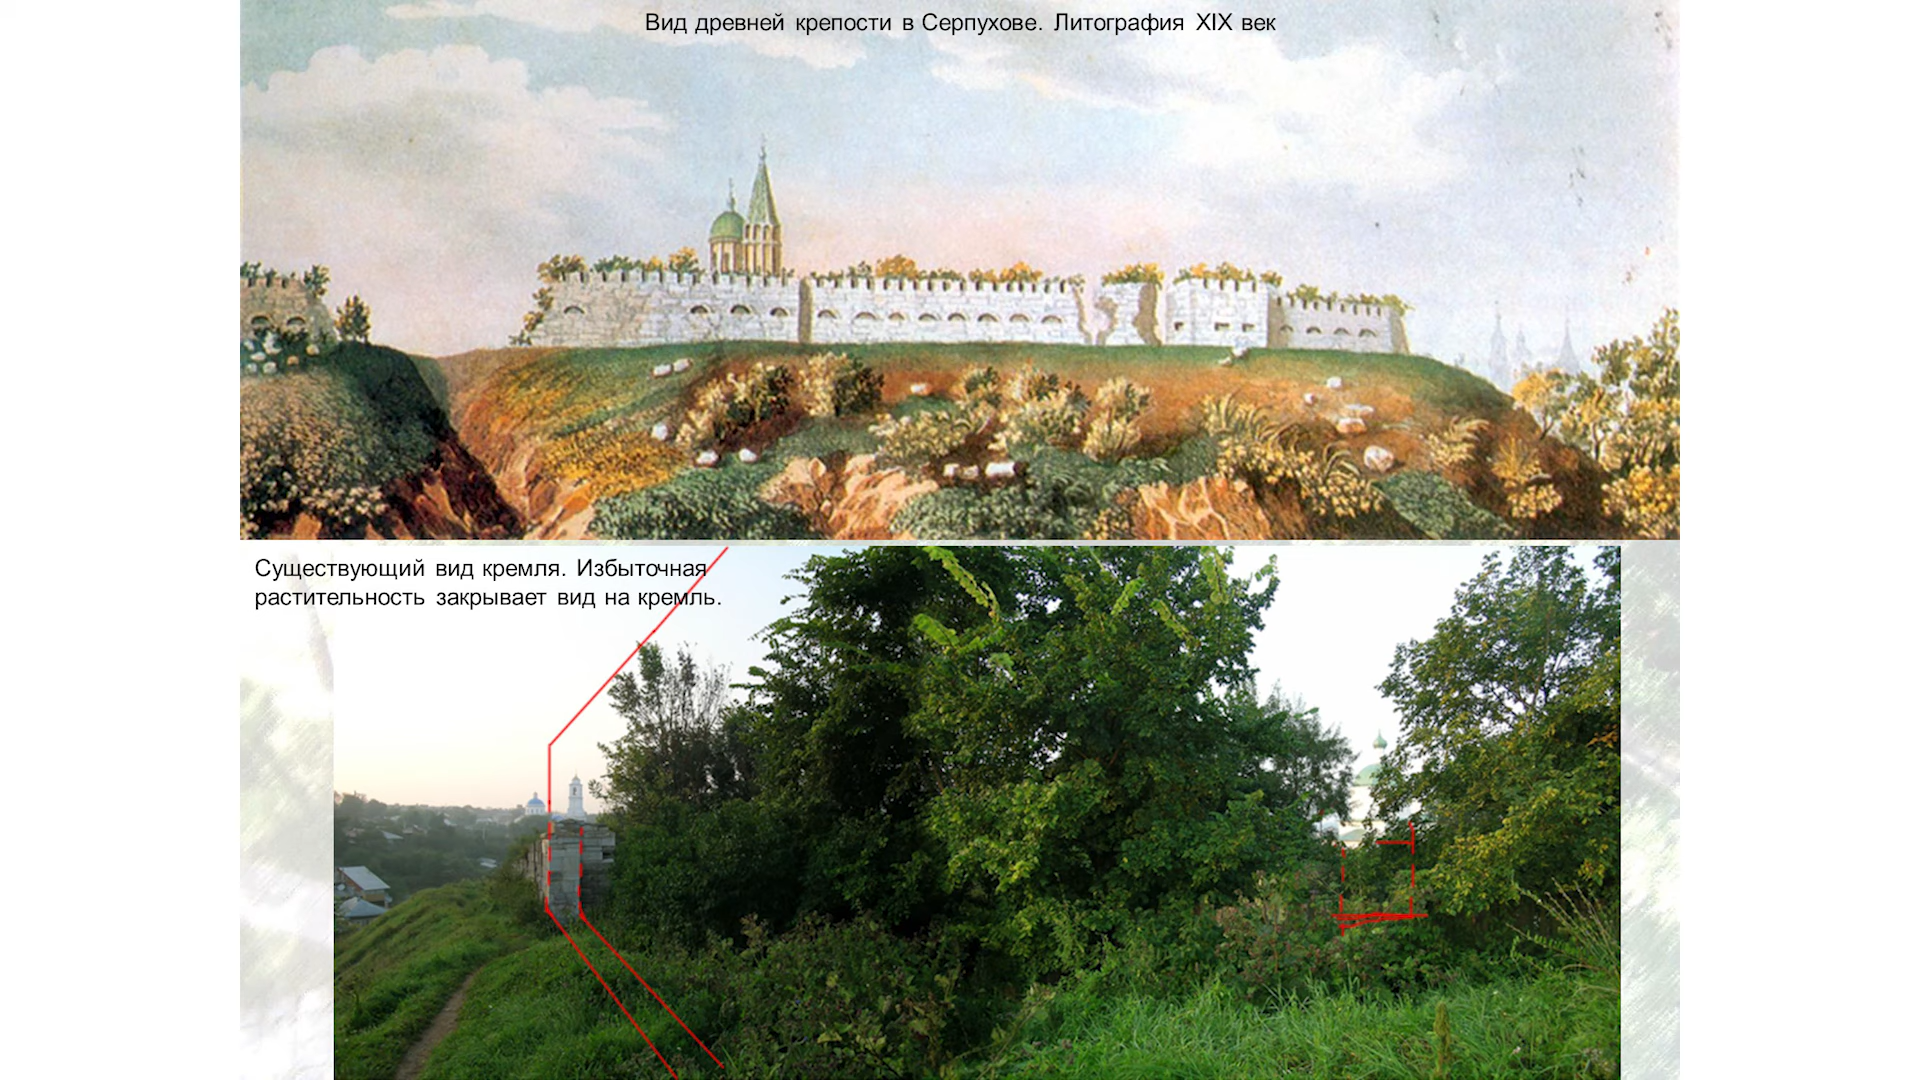 Вид древней крепости в Серпухове. Литография XIX век
Существующий вид кремля. Избыточная
растительность закрывает вид на кремль.